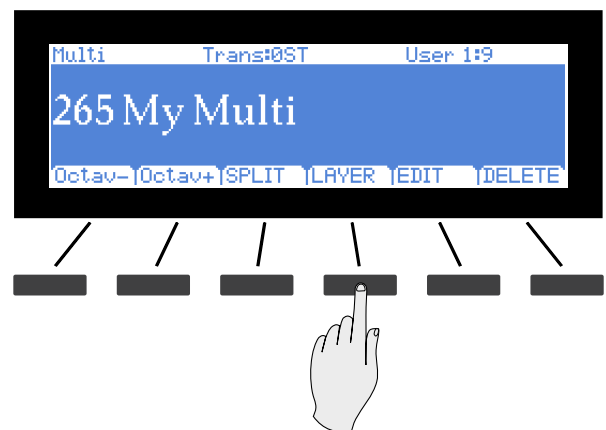 Multi Trans:0ST User 1:9
265 My Multi
Octav- Octav+ SPLIT LAYER EDIT DELETE